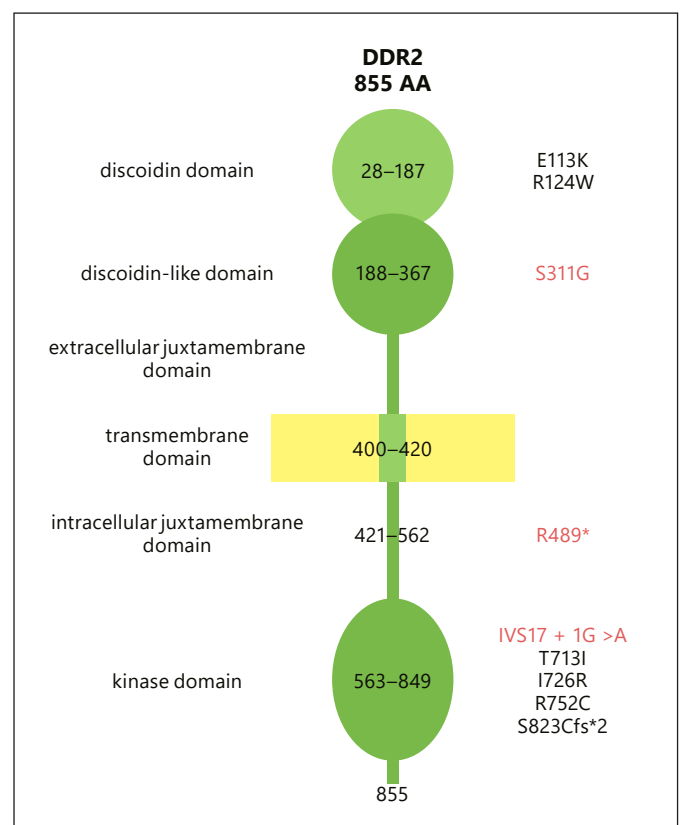 DDR2
855 AA
discoidin domain
28–187
E113K
R124W
discoidin-like domain
188–367
S311G
extracellular juxtamembrane
domain
transmembrane
domain
400–420
intracellular juxtamembrane
domain
421–562
R489*
kinase domain
563–849
IVS17 + 1G >A
T713I
I726R
R752C
S823Cfs*2
855